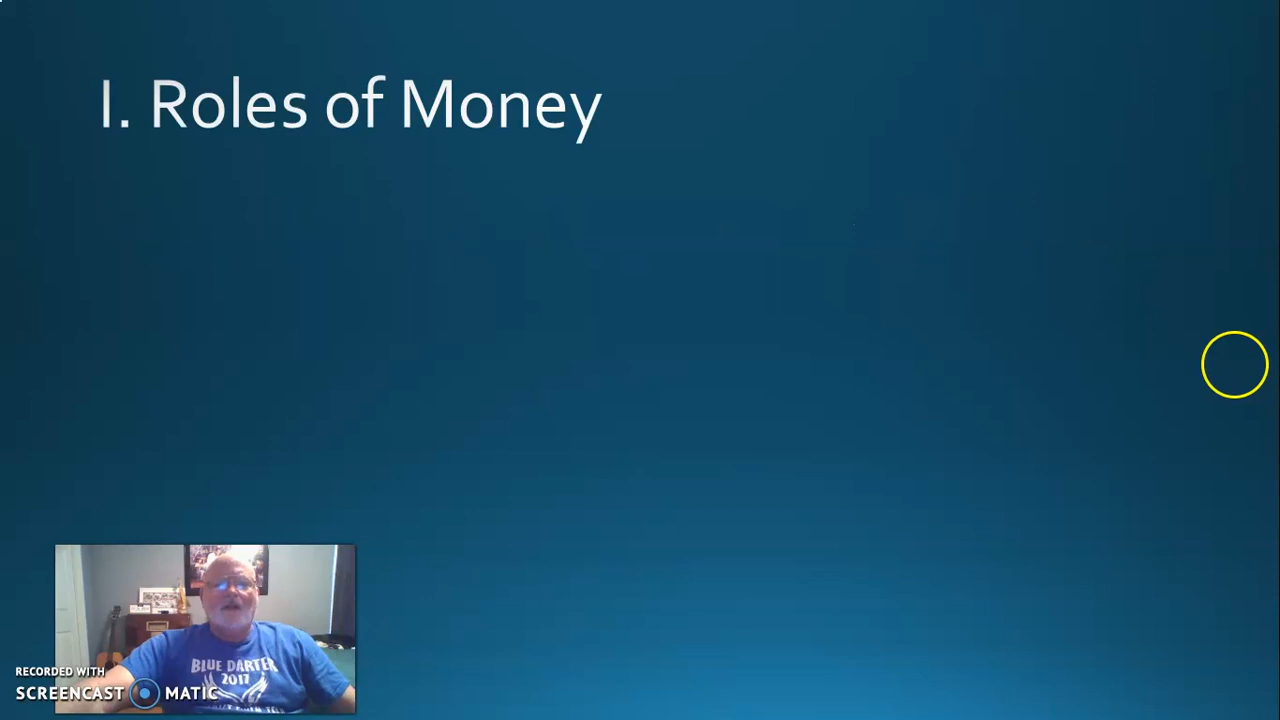 I. Roles of Money
BLUE DARTER
2017
RECORDED WITH
SCREENCAST MATIC